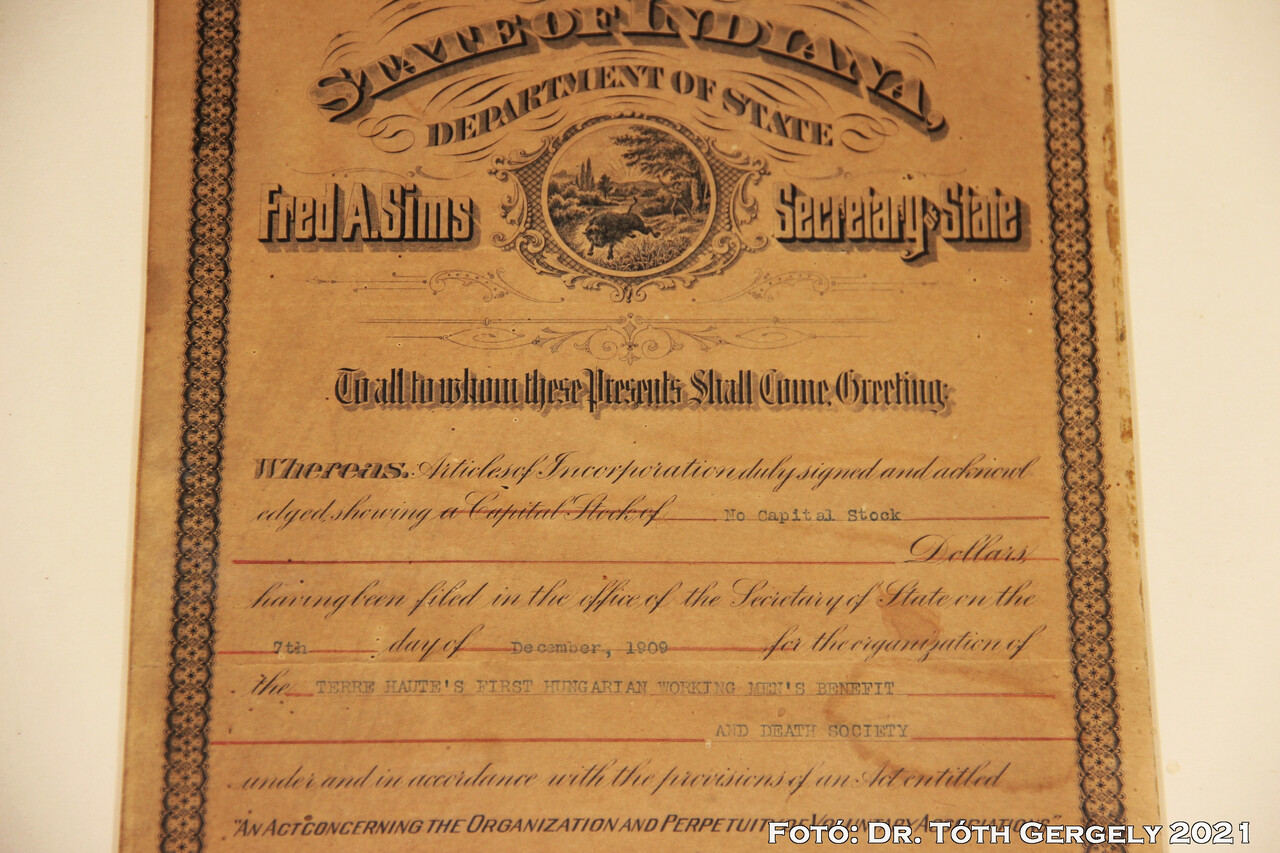 STATE OF INDIANA,
DEPARTMENT OF STATE
Fred A. Sims Secretary of State
To all to whom these Presents Shall Come, Greeting:
Whereas, Articles of Incorporation duly signed and acknowl
edged, showing a Capital Stock of No Capital Stock
Dollars,
having been filed in the office of the Secretary of State on the
7th day of December, 1909 for the organization of
the TERRE HAUTE'S FIRST HUNGARIAN WORKING MEN'S BENEFIT
AND DEATH SOCIETY
under and in accordance with the provisions of an Act entitled
"AN ACT CONCERNING THE ORGANIZATION AND PERPETUITY OF VOLUNTARY ASSOCIATIONS"
FOTÓ: DR. TÓTH GERGELY 2021